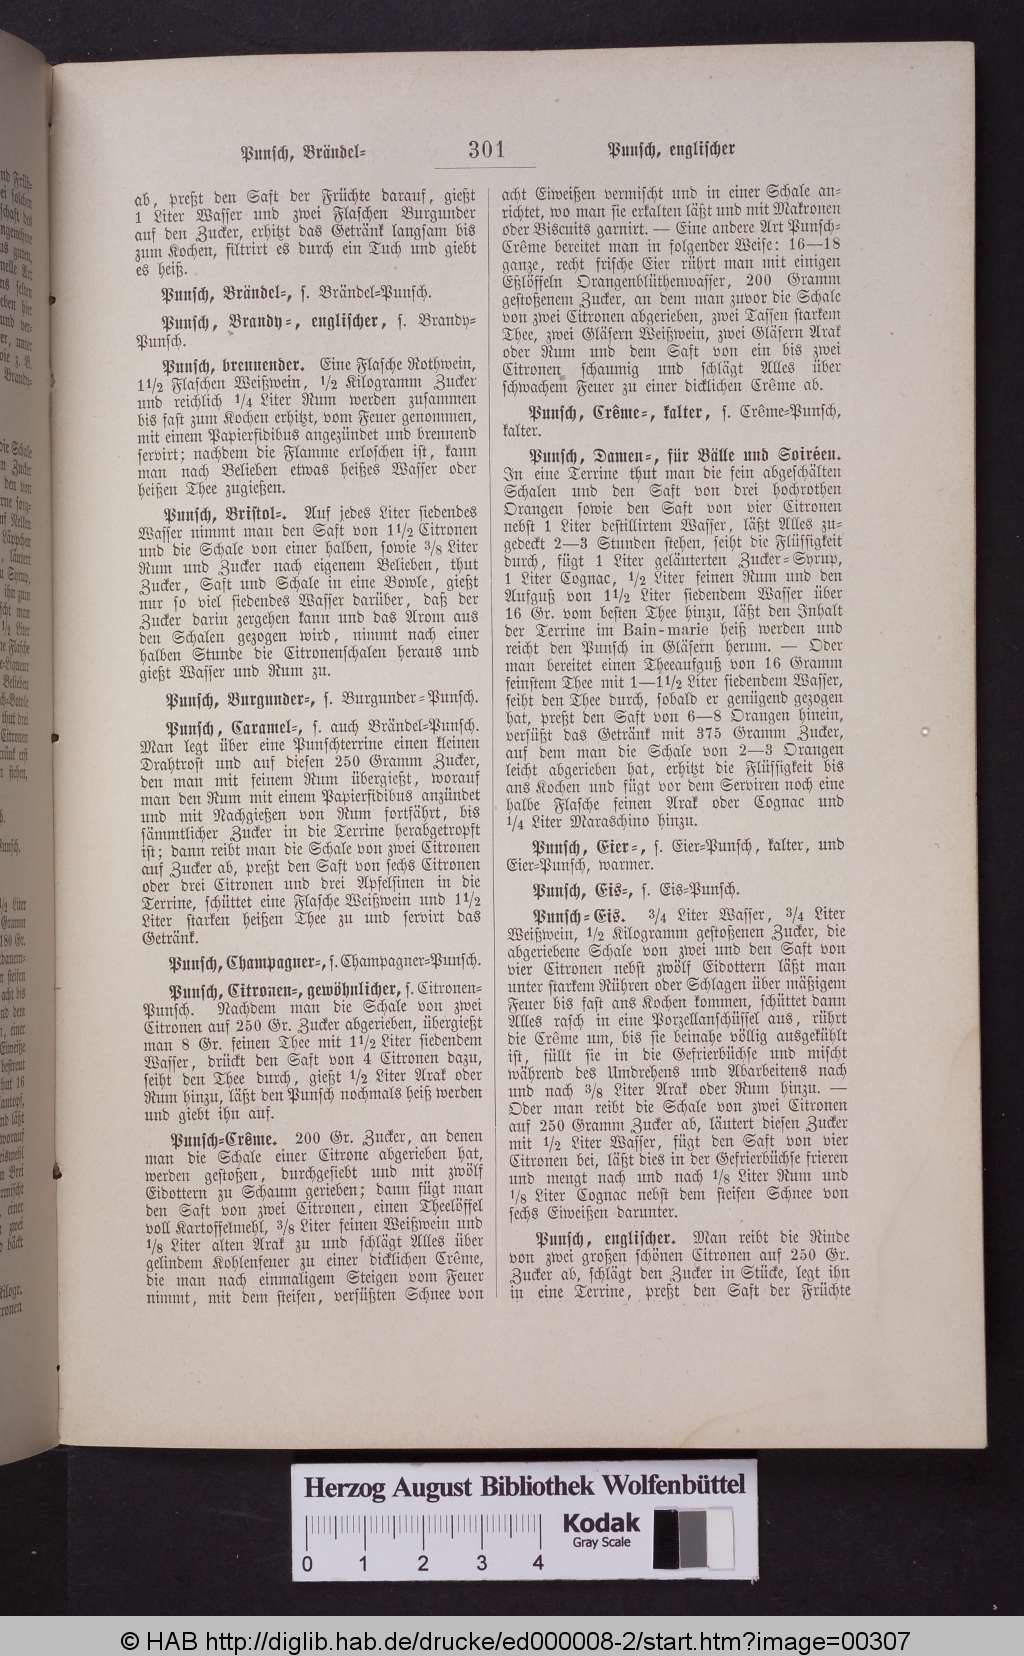 Punsch, Brändel-
301
Punsch, englischer
ab, preßt den Saft der Früchte darauf, gießt
1 Liter Wasser und zwei Flaschen Burgunder
auf den Zucker, erhitzt das Getränk langsam bis
zum Kochen, filtrirt es durch ein Tuch und giebt
es heiß.
Punsch, Brändel-, s. Brändel-Punsch.
Punsch, Brandy-, englischer, s. Brandy-
Punsch.
Punsch, brennender. Eine Flasche Rothwein,
1 1/2 Flaschen Weißwein, 1/2 Kilogramm Zucker
und reichlich 1/4 Liter Rum werden zusammen
bis fast zum Kochen erhitzt, vom Feuer genommen,
mit einem Papierfidibus angezündet und brennend
servirt; nachdem die Flamme erloschen ist, kann
man nach Belieben etwas heißes Wasser oder
heißen Thee zugießen.
Punsch, Bristol-. Auf jedes Liter siedendes
Wasser nimmt man den Saft von 1 1/2 Citronen
und die Schale von einer halben, sowie 3/8 Liter
Rum und Zucker nach eigenem Belieben, thut
Zucker, Saft und Schale in eine Bowle, gießt
nur so viel siedendes Wasser darüber, daß der
Zucker darin zergehen kann und das Arom aus
den Schalen gezogen wird, nimmt nach einer
halben Stunde die Citronenschalen heraus und
gießt Wasser und Rum zu.
Punsch, Burgunder-, s. Burgunder-Punsch.
Punsch, Caramel-, s. auch Brändel-Punsch.
Man legt über eine Punschterrine einen kleinen
Drahtrost und auf diesen 250 Gramm Zucker,
den man mit feinem Rum übergießt, worauf
man den Rum mit einem Papierfidibus anzündet
und mit Nachgießen von Rum fortfährt, bis
sämmtlicher Zucker in die Terrine herabgetropft
ist; dann reibt man die Schale von zwei Citronen
auf Zucker ab, preßt den Saft von sechs Citronen
oder drei Citronen und drei Apfelsinen in die
Terrine, schüttet eine Flasche Weißwein und 1 1/2
Liter starken heißen Thee zu und servirt das
Getränk.
Punsch, Champagner-, s. Champagner-Punsch.
Punsch, Citronen-, gewöhnlicher, s. Citronen-
Punsch. Nachdem man die Schale von zwei
Citronen auf 250 Gr. Zucker abgerieben, übergießt
man 8 Gr. feinen Thee mit 1 1/2 Liter siedendem
Wasser, drückt den Saft von 4 Citronen dazu,
seiht den Thee durch, gießt 1/2 Liter Arak oder
Rum hinzu, läßt den Punsch nochmals heiß werden
und giebt ihn auf.
Punsch-Crême. 200 Gr. Zucker, an denen
man die Schale einer Citrone abgerieben hat,
werden gestoßen, durchgesiebt und mit zwölf
Eidottern zu Schaum gerieben; dann fügt man
den Saft von zwei Citronen, einen Theelöffel
voll Kartoffelmehl, 3/8 Liter feinen Weißwein und
1/8 Liter alten Arak zu und schlägt Alles über
gelindem Kohlenfeuer zu einer dicklichen Crême,
die man nach einmaligem Steigen vom Feuer
nimmt, mit dem steifen, versüßten Schnee von
acht Eiweißen vermischt und in einer Schale an-
richtet, wo man sie erkalten läßt und mit Makronen
oder Biscuits garnirt. — Eine andere Art Punsch-
Crême bereitet man in folgender Weise: 16—18
ganze, recht frische Eier rührt man mit einigen
Eßlöffeln Orangenblüthenwasser, 200 Gramm
gestoßenem Zucker, an dem man zuvor die Schale
von zwei Citronen abgerieben, zwei Tassen starkem
Thee, zwei Gläsern Weißwein, zwei Gläsern Arak
oder Rum und dem Saft von ein bis zwei
Citronen schaumig und schlägt Alles über
schwachem Feuer zu einer dicklichen Crême ab.
Punsch, Crême-, kalter, s. Crême-Punsch,
kalter.
Punsch, Damen-, für Bälle und Soiréen.
In eine Terrine thut man die fein abgeschälten
Schalen und den Saft von drei hochrothen
Orangen sowie den Saft von vier Citronen
nebst 1 Liter destillirtem Wasser, läßt Alles zu-
gedeckt 2—3 Stunden stehen, seiht die Flüssigkeit
durch, fügt 1 Liter geläuterten Zucker-Syrup,
1 Liter Cognac, 1/2 Liter feinen Rum und den
Aufguß von 1 1/2 Liter siedendem Wasser über
16 Gr. vom besten Thee hinzu, läßt den Inhalt
der Terrine im Bain-marie heiß werden und
reicht den Punsch in Gläsern herum. — Oder
man bereitet einen Theeaufguß von 16 Gramm
feinstem Thee mit 1—1 1/2 Liter siedendem Wasser,
seiht den Thee durch, sobald er genügend gezogen
hat, preßt den Saft von 6—8 Orangen hinein,
versüßt das Getränk mit 375 Gramm Zucker,
auf dem man die Schale von 2—3 Orangen
leicht abgerieben hat, erhitzt die Flüssigkeit bis
ans Kochen und fügt vor dem Serviren noch eine
halbe Flasche feinen Arak oder Cognac und
1/4 Liter Maraschino hinzu.
Punsch, Eier-, s. Eier-Punsch, kalter, und
Eier-Punsch, warmer.
Punsch, Eis-, s. Eis-Punsch.
Punsch-Eis. 3/4 Liter Wasser, 3/4 Liter
Weißwein, 1/2 Kilogramm gestoßenen Zucker, die
abgeriebene Schale von zwei und den Saft von
vier Citronen nebst zwölf Eidottern läßt man
unter starkem Rühren oder Schlagen über mäßigem
Feuer bis fast ans Kochen kommen, schüttet dann
Alles rasch in eine Porzellanschüssel aus, rührt
die Crême um, bis sie beinahe völlig ausgekühlt
ist, füllt sie in die Gefrierbüchse und mischt
während des Umdrehens und Abarbeitens nach
und nach 3/8 Liter Arak oder Rum hinzu. —
Oder man reibt die Schale von zwei Citronen
auf 250 Gramm Zucker ab, läutert diesen Zucker
mit 1/2 Liter Wasser, fügt den Saft von vier
Citronen bei, läßt dies in der Gefrierbüchse frieren
und mengt nach und nach 1/8 Liter Rum und
1/8 Liter Cognac nebst dem steifen Schnee von
sechs Eiweißen darunter.
Punsch, englischer. Man reibt die Rinde
von zwei großen schönen Citronen auf 250 Gr.
Zucker ab, schlägt den Zucker in Stücke, legt ihn
in eine Terrine, preßt den Saft der Früchte
Herzog August Bibliothek Wolfenbüttel
Kodak
Gray Scale
0 1 2 3 4
© HAB http://diglib.hab.de/drucke/ed000008-2/start.htm?image=00307